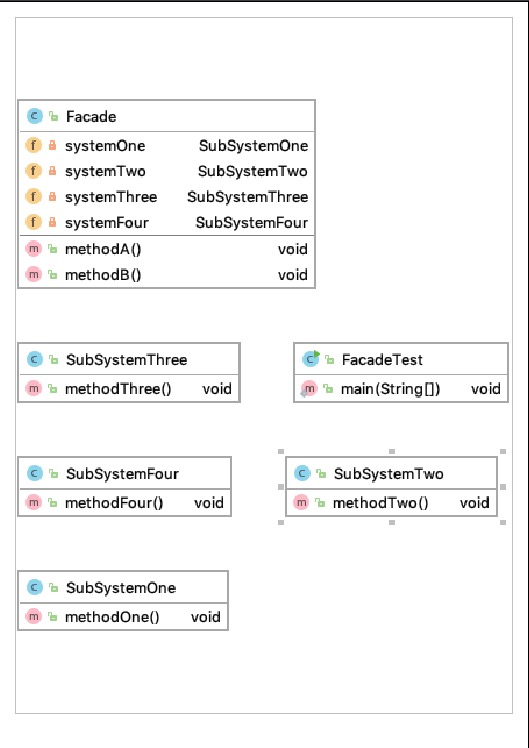 Facade
systemOne SubSystemOne
systemTwo SubSystemTwo
systemThree SubSystemThree
systemFour SubSystemFour
methodA() void
methodB() void
SubSystemThree
methodThree() void
FacadeTest
main(String[]) void
SubSystemFour
methodFour() void
SubSystemTwo
methodTwo() void
SubSystemOne
methodOne() void